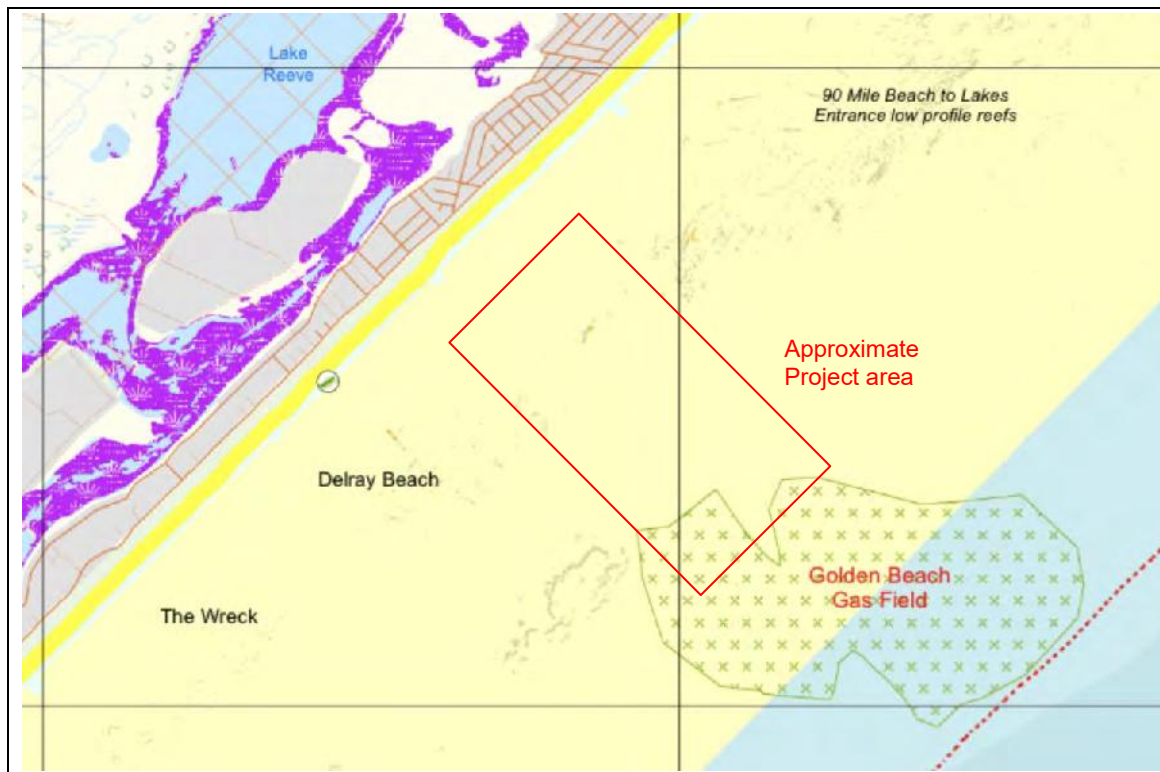 Lake
Reeve
90 Mile Beach to Lakes
Entrance low profile reefs
Approximate
Project area
Delray Beach
Golden Beach
Gas Field
The Wreck